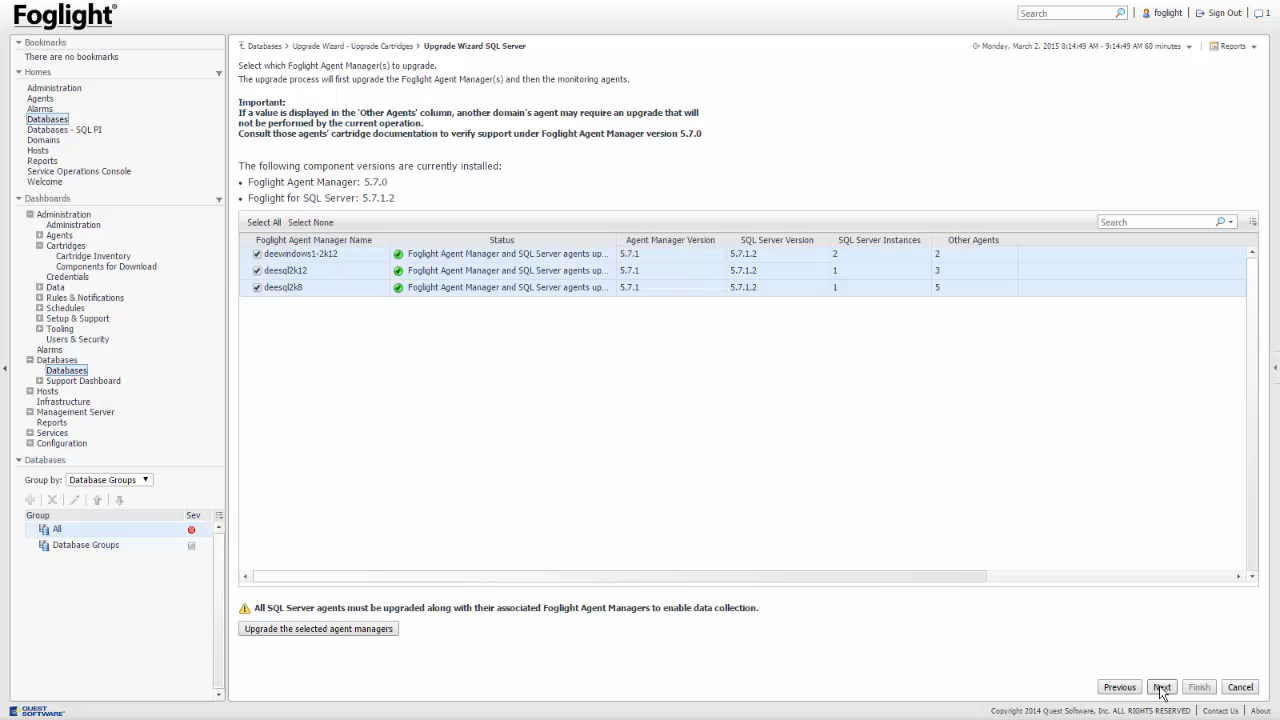 Foglight®
Search
foglight
Sign Out
1
Bookmarks
There are no bookmarks
Homes
Administration
Agents
Alarms
Databases
Databases - SQL PI
Domains
Hosts
Reports
Service Operations Console
Welcome
Dashboards
Administration
Administration
Agents
Cartridges
Cartridge Inventory
Components for Download
Credentials
Data
Rules & Notifications
Schedules
Setup & Support
Tooling
Users & Security
Alarms
Databases
Databases
Support Dashboard
Hosts
Infrastructure
Management Server
Reports
Services
Configuration
Databases
Group by: Database Groups
Group Sev
All
Database Groups
QUEST SOFTWARE®
Databases > Upgrade Wizard - Upgrade Cartridges > Upgrade Wizard SQL Server
Monday, March 2, 2015 8:14:49 AM - 9:14:49 AM 60 minutes
Reports
Select which Foglight Agent Manager(s) to upgrade.
The upgrade process will first upgrade the Foglight Agent Manager(s) and then the monitoring agents.
Important:
If a value is displayed in the 'Other Agents' column, another domain's agent may require an upgrade that will
not be performed by the current operation.
Consult those agents' cartridge documentation to verify support under Foglight Agent Manager version 5.7.0
The following component versions are currently installed:
• Foglight Agent Manager: 5.7.0
• Foglight for SQL Server: 5.7.1.2
Select All Select None
Search
Foglight Agent Manager Name Status Agent Manager Version SQL Server Version SQL Server Instances Other Agents
deewindows1-2k12 Foglight Agent Manager and SQL Server agents up... 5.7.1 5.7.1.2 2 2
deesql2k12 Foglight Agent Manager and SQL Server agents up... 5.7.1 5.7.1.2 1 3
deesql2k8 Foglight Agent Manager and SQL Server agents up... 5.7.1 5.7.1.2 1 5
All SQL Server agents must be upgraded along with their associated Foglight Agent Managers to enable data collection.
Upgrade the selected agent managers
Previous Next Finish Cancel
Copyright 2014 Quest Software, Inc. ALL RIGHTS RESERVED | Contact Us | About